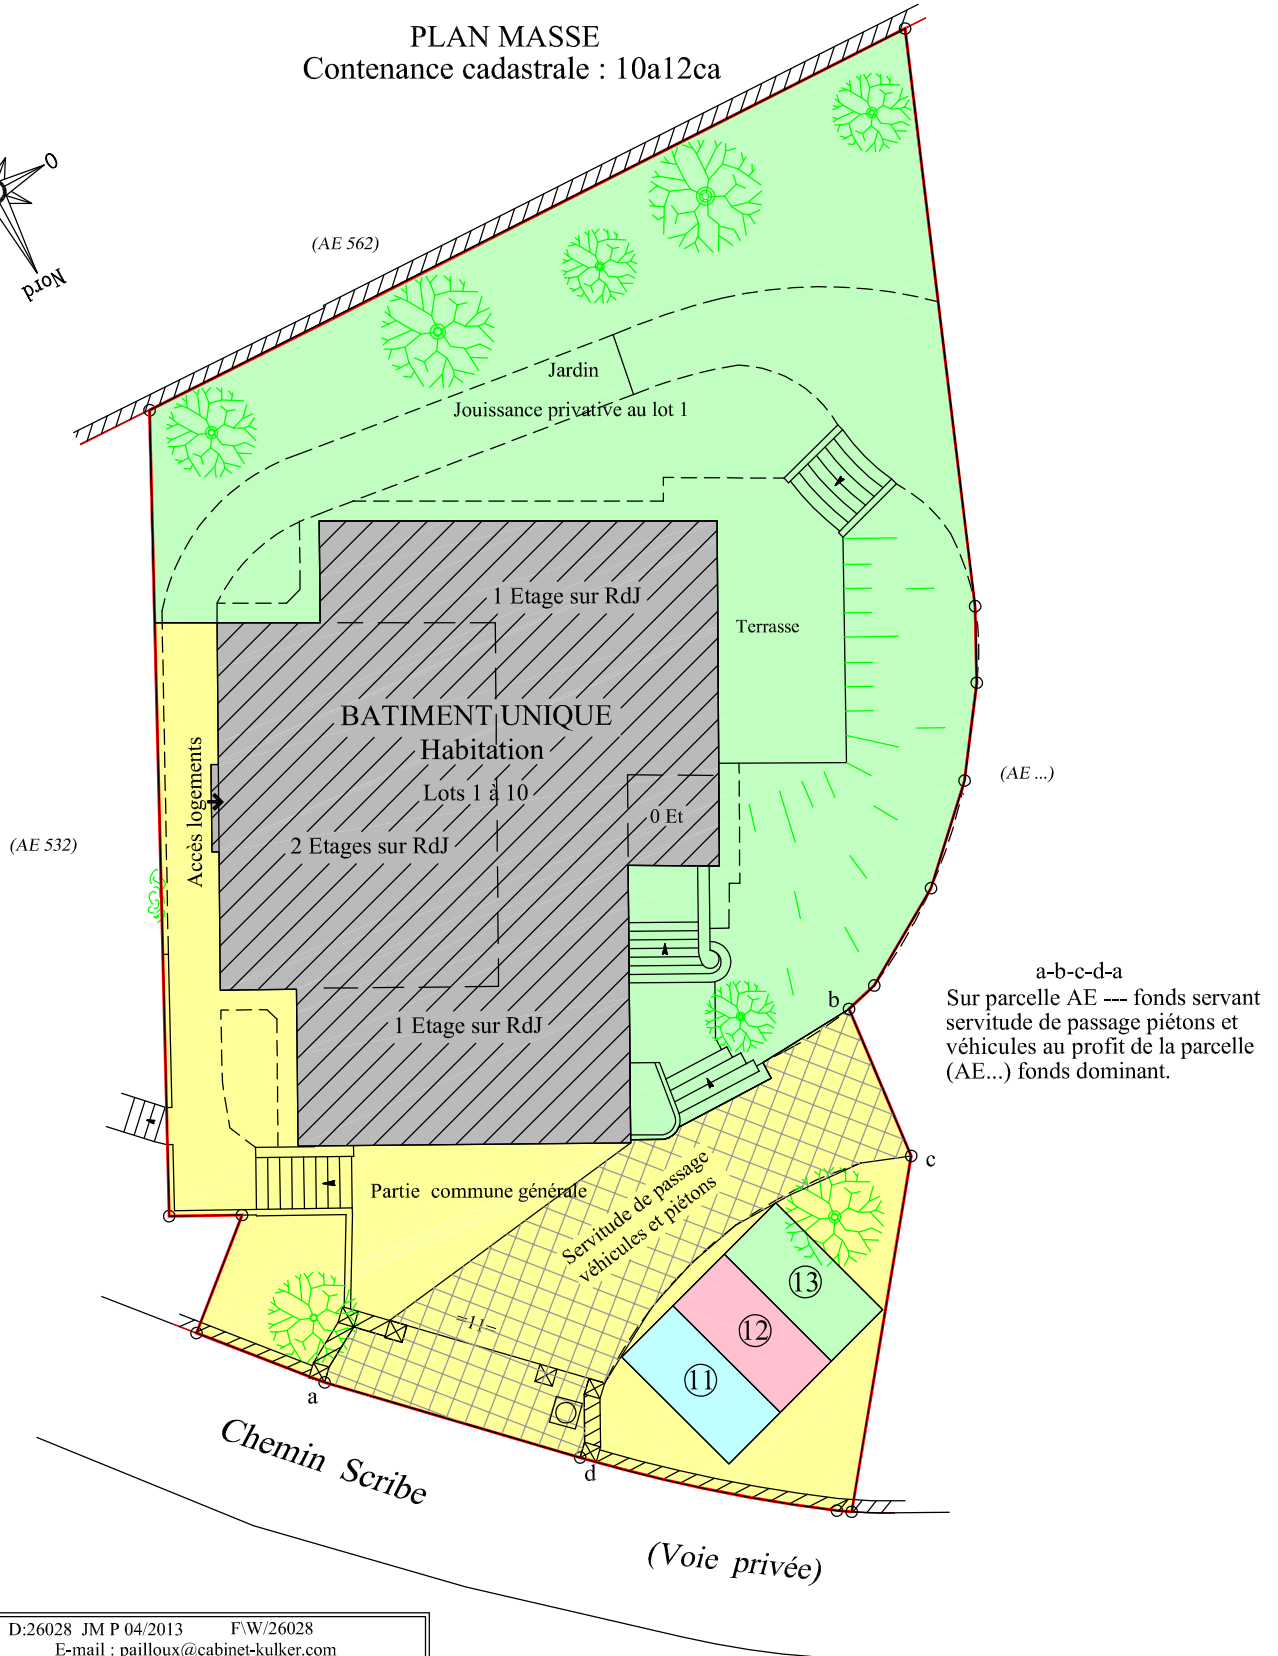 PLAN MASSE
Contenance cadastrale : 10a12ca
O
Nord
(AE 562)
Jardin
Jouissance privative au lot 1
1 Etage sur RdJ
Terrasse
BATIMENT UNIQUE
Habitation
Lots 1 à 10
Accès logements
0 Et
2 Etages sur RdJ
(AE ...)
(AE 532)
a-b-c-d-a
Sur parcelle AE --- fonds servant
servitude de passage piétons et
véhicules au profit de la parcelle
(AE...) fonds dominant.
b
1 Etage sur RdJ
c
Servitude de passage
véhicules et piétons
Partie commune générale
13
12
11
=11=
a
d
Chemin Scribe
(Voie privée)
D:26028 JM P 04/2013 F\W/26028
E-mail : pailloux@cabinet-kulker.com